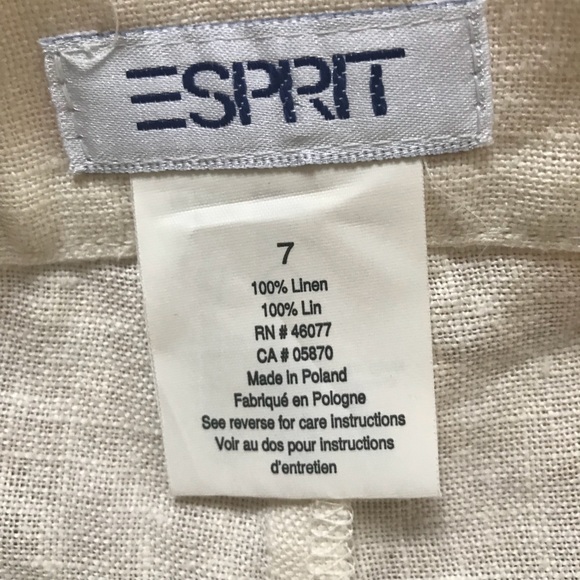 ESPRIT
7
100% Linen
100% Lin
RN # 46077
CA # 05870
Made in Poland
Fabriqué en Pologne
See reverse for care instructions
Voir au dos pour instructions
d'entretien